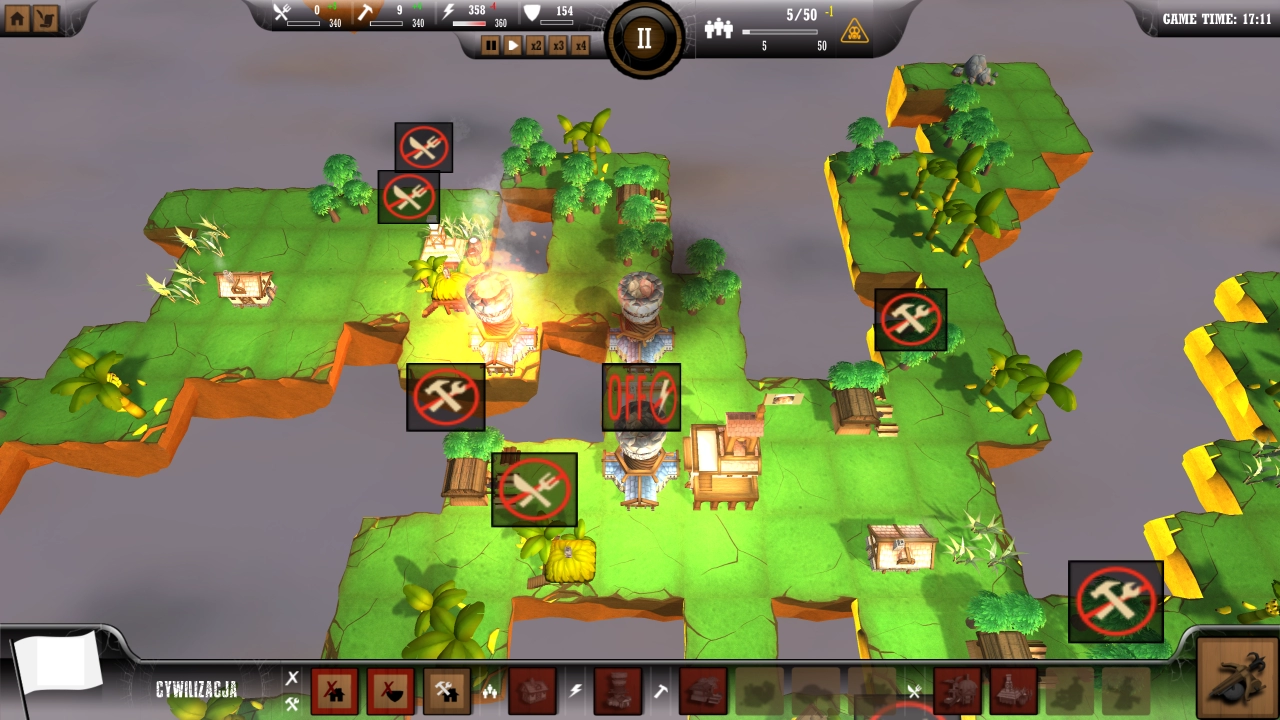 0 9 358 154
340 340 360
x2 x3 x4
II
5/50 -1
5 50
GAME TIME: 17:11
OFF
CYWILIZACJA